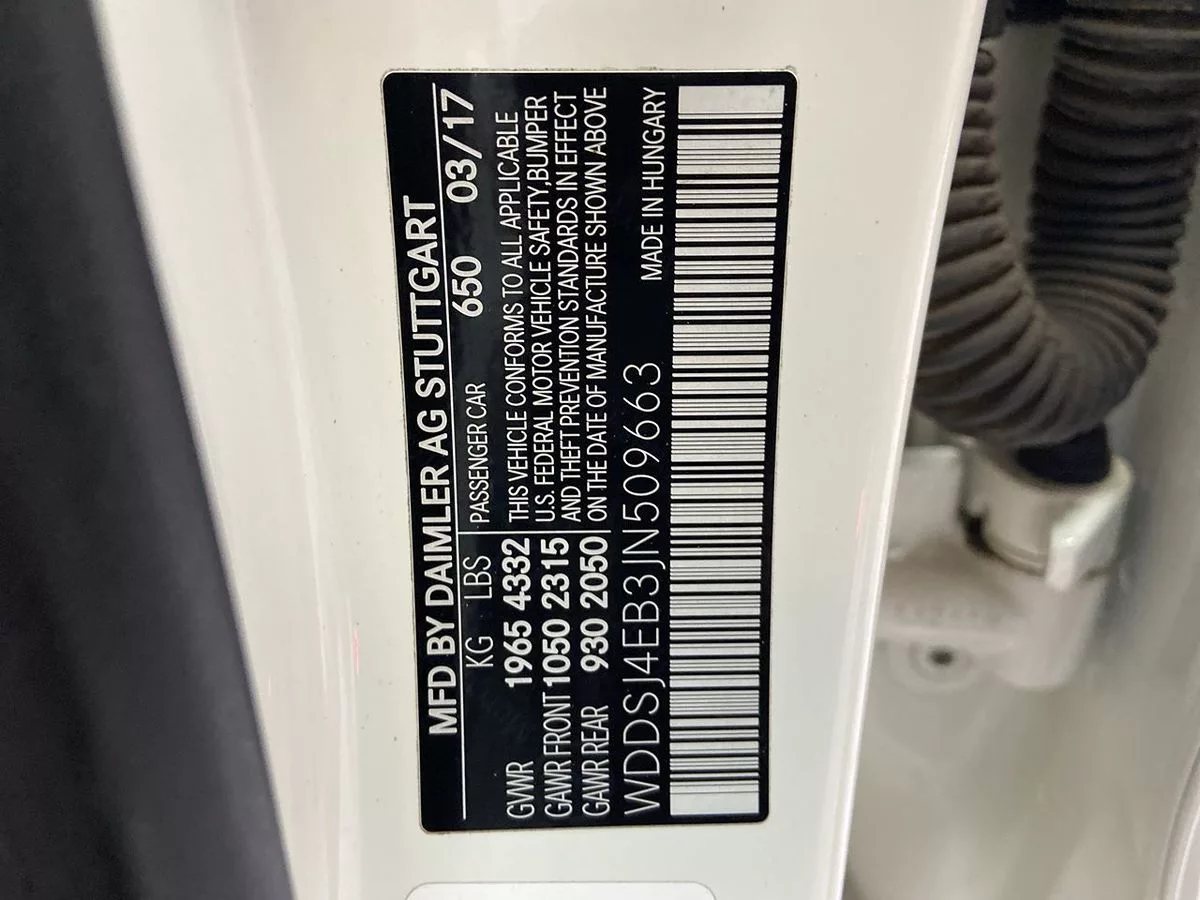 MFD BY DAIMLER AG STUTTGART
KG LBS PASSENGER CAR 650 03/17
GVWR 1965 4332 THIS VEHICLE CONFORMS TO ALL APPLICABLE
GAWR FRONT 1050 2315 U.S. FEDERAL MOTOR VEHICLE SAFETY,BUMPER
AND THEFT PREVENTION STANDARDS IN EFFECT
GAWR REAR 930 2050 ON THE DATE OF MANUFACTURE SHOWN ABOVE
WDDSJ4EB3JN509663 MADE IN HUNGARY